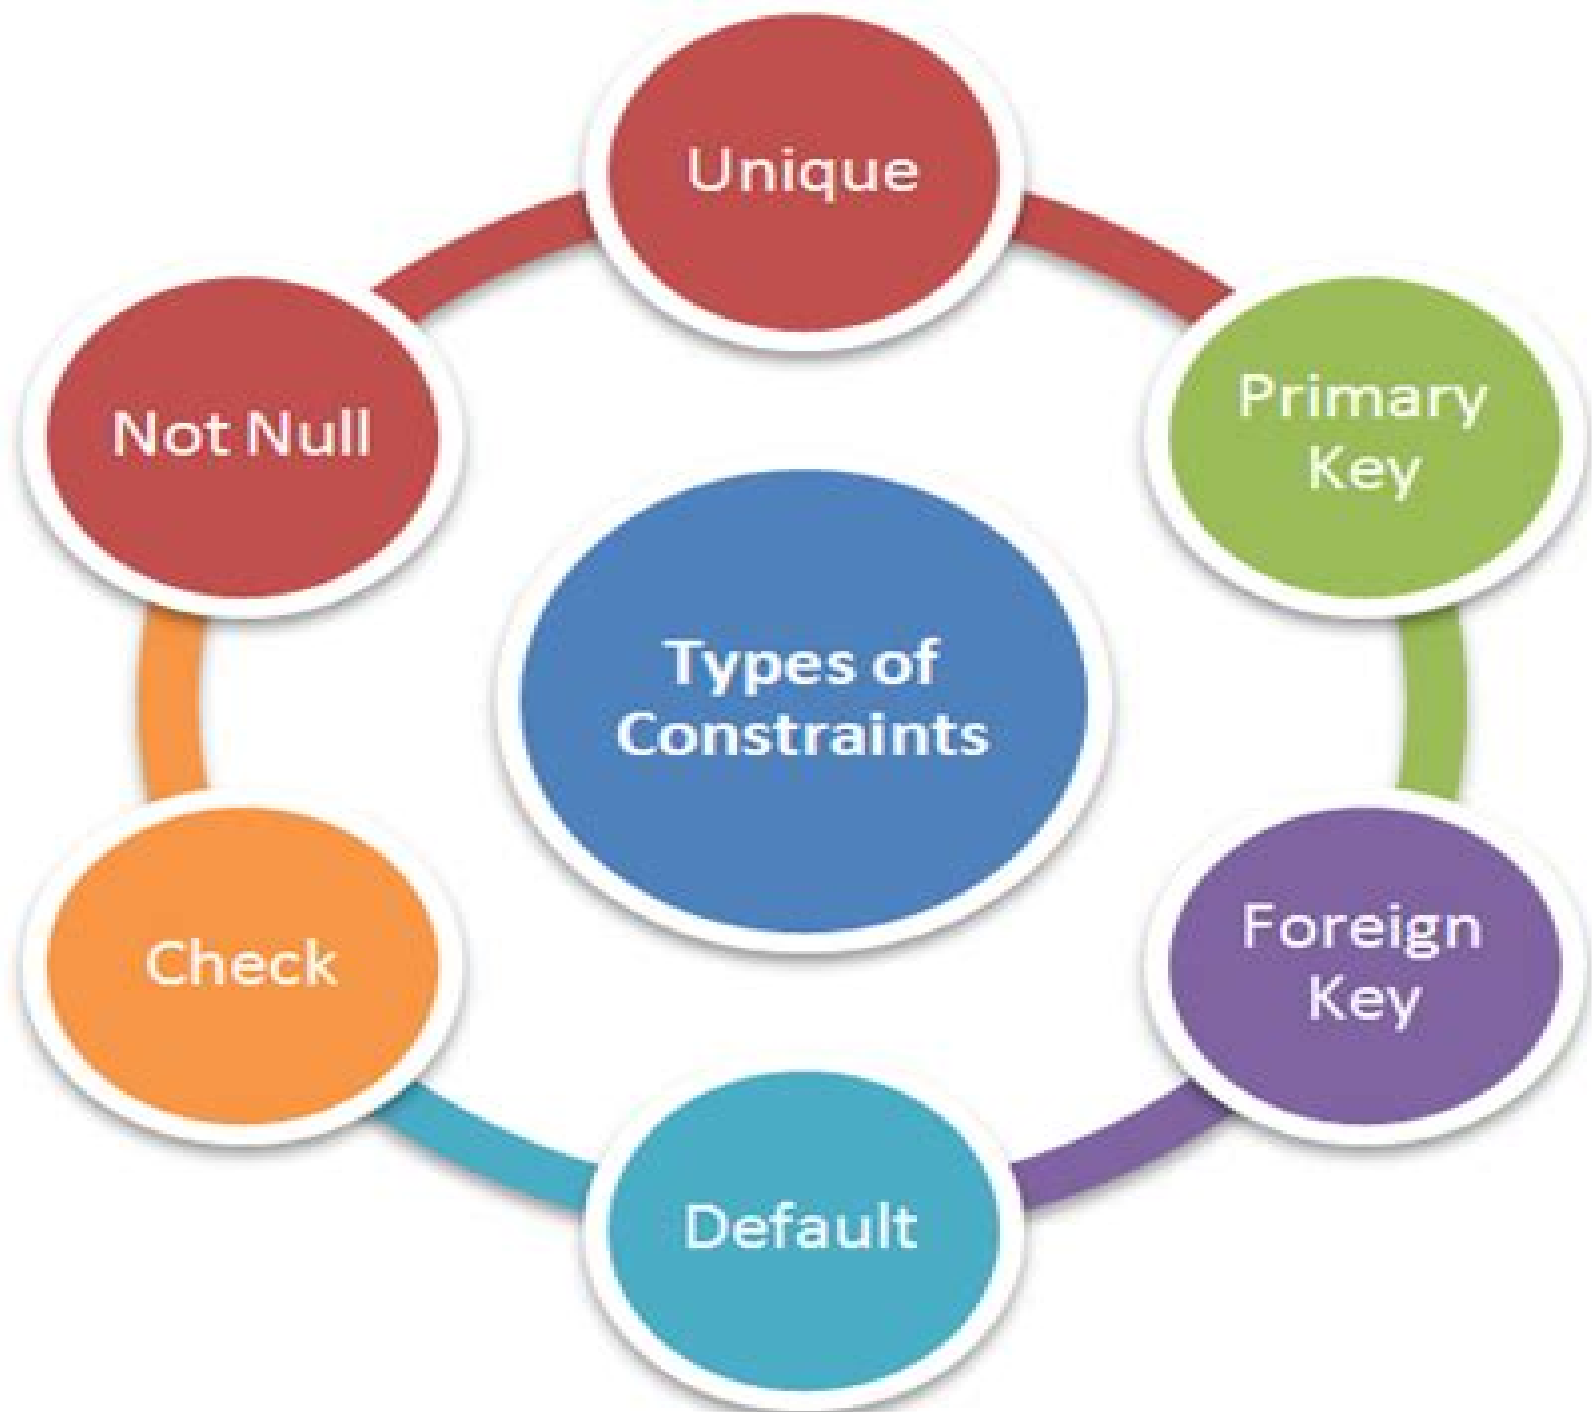 Unique
Primary
Key
Foreign
Key
Default
Check
Not Null
Types of
Constraints